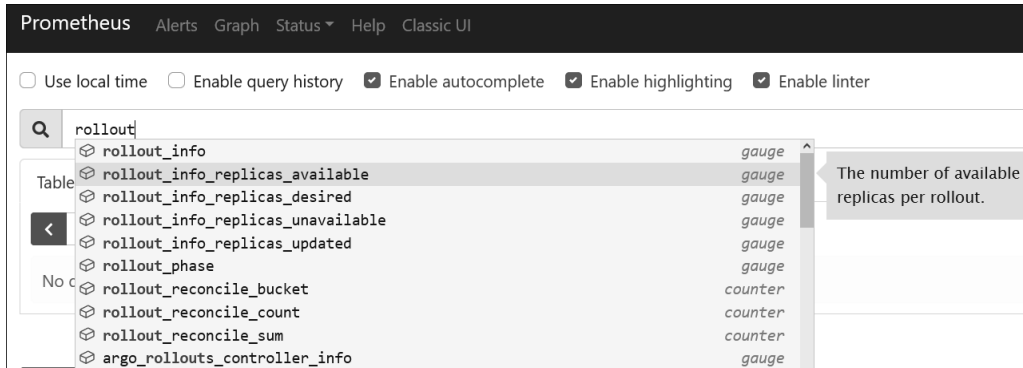 Prometheus Alerts Graph Status Help Classic UI
Use local time Enable query history Enable autocomplete Enable highlighting Enable linter
rollout
rollout_info gauge
rollout_info_replicas_available gauge
rollout_info_replicas_desired gauge
rollout_info_replicas_unavailable gauge
rollout_info_replicas_updated gauge
rollout_phase gauge
rollout_reconcile_bucket counter
rollout_reconcile_count counter
rollout_reconcile_sum counter
argo_rollouts_controller_info gauge
The number of available
replicas per rollout.
Table
No